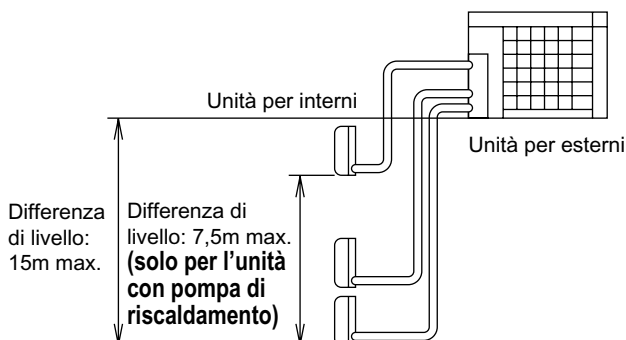 Unità per interni
Unità per esterni
Differenza
di livello:
15m max.
Differenza di
livello: 7,5m max.
(solo per l’unità
con pompa di
riscaldamento)